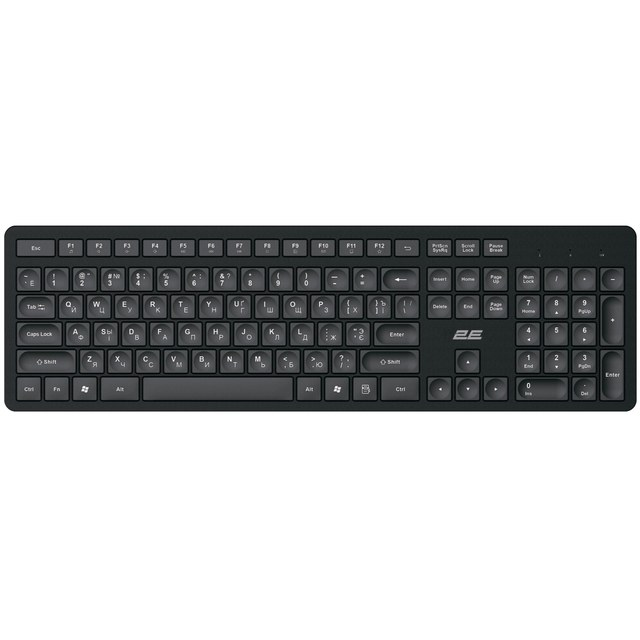 Esc F1 F2 F3 F4 F5 F6 F7 F8 F9 F10 F11 F12 PrtScn SysRq Scroll Lock Pause Break
1 @ 2 # № 3 4 % 5 6 & ? 7 8 9 0 Insert Home Page Up Num Lock / * -
Tab Q Й W Ц E У R К T Е Y Н U Г I Ш O Щ P З Х Delete End Page Down 7 Home 8 9 PgUp +
Caps Lock A Ф S D В F А G П H Р J О K Л L Д Ж Enter 2E 4 5 6
Shift Z Я X Ч C С V М B И N Т M Ь Б Ю Shift 1 End 2 3 PgDn Enter
Ctrl Fn Alt Alt Ctrl 0 Ins . Del